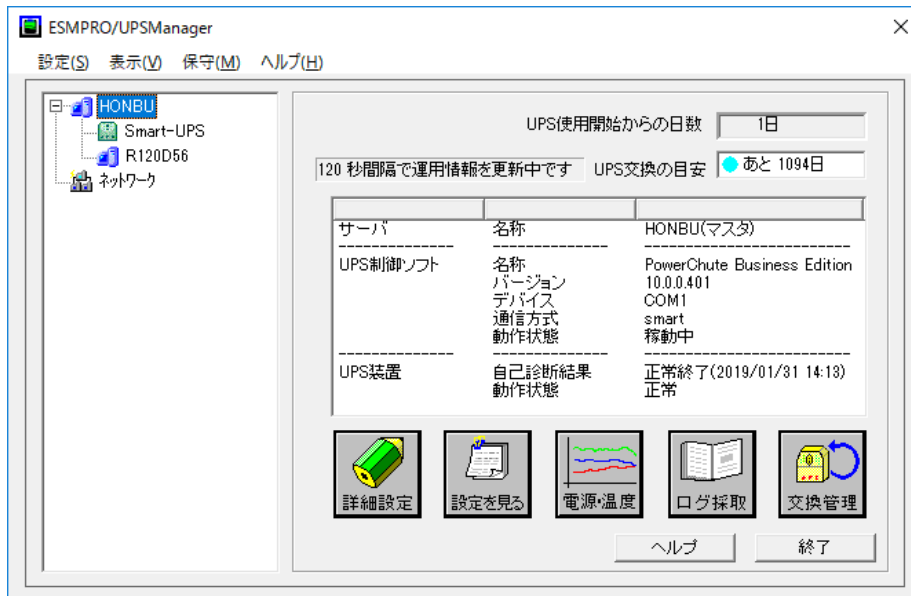 ESMPRO/UPSManager
設定(S) 表示(V) 保守(M) ヘルプ(H)
HONBU
Smart-UPS
R120D56
ネットワーク
UPS使用開始からの日数 1日
120 秒間隔で運用情報を更新中です UPS交換の目安 あと 1094日
サーバ 名称 HONBU(マスタ)
-------------- -------------- -------------------------
UPS制御ソフト 名称 PowerChute Business Edition
バージョン 10.0.0.401
デバイス COM1
通信方式 smart
動作状態 稼動中
-------------- -------------- -------------------------
UPS装置 自己診断結果 正常終了(2019/01/31 14:13)
動作状態 正常
詳細設定 設定を見る 電源・温度 ログ採取 交換管理
ヘルプ 終了